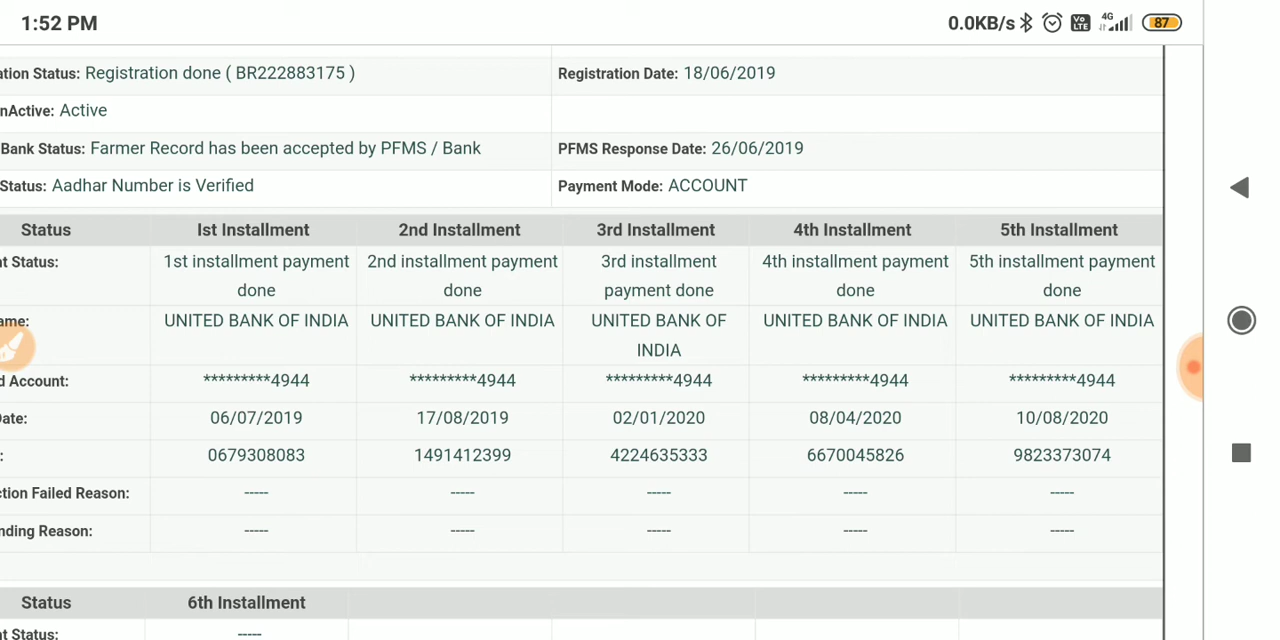 1:52 PM 0.0KB/s Vo LTE 4G 87
ation Status: Registration done ( BR222883175 ) Registration Date: 18/06/2019
nActive: Active
Bank Status: Farmer Record has been accepted by PFMS / Bank PFMS Response Date: 26/06/2019
Status: Aadhar Number is Verified Payment Mode: ACCOUNT
Status Ist Installment 2nd Installment 3rd Installment 4th Installment 5th Installment
nt Status: 1st installment payment 2nd installment payment 3rd installment 4th installment payment 5th installment payment
done done payment done done done
ame: UNITED BANK OF INDIA UNITED BANK OF INDIA UNITED BANK OF UNITED BANK OF INDIA UNITED BANK OF INDIA
INDIA
d Account: *********4944 *********4944 *********4944 *********4944 *********4944
Date: 06/07/2019 17/08/2019 02/01/2020 08/04/2020 10/08/2020
: 0679308083 1491412399 4224635333 6670045826 9823373074
ction Failed Reason: ----- ----- ----- ----- -----
nding Reason: ----- ----- ----- ----- -----
Status 6th Installment
nt Status: -----